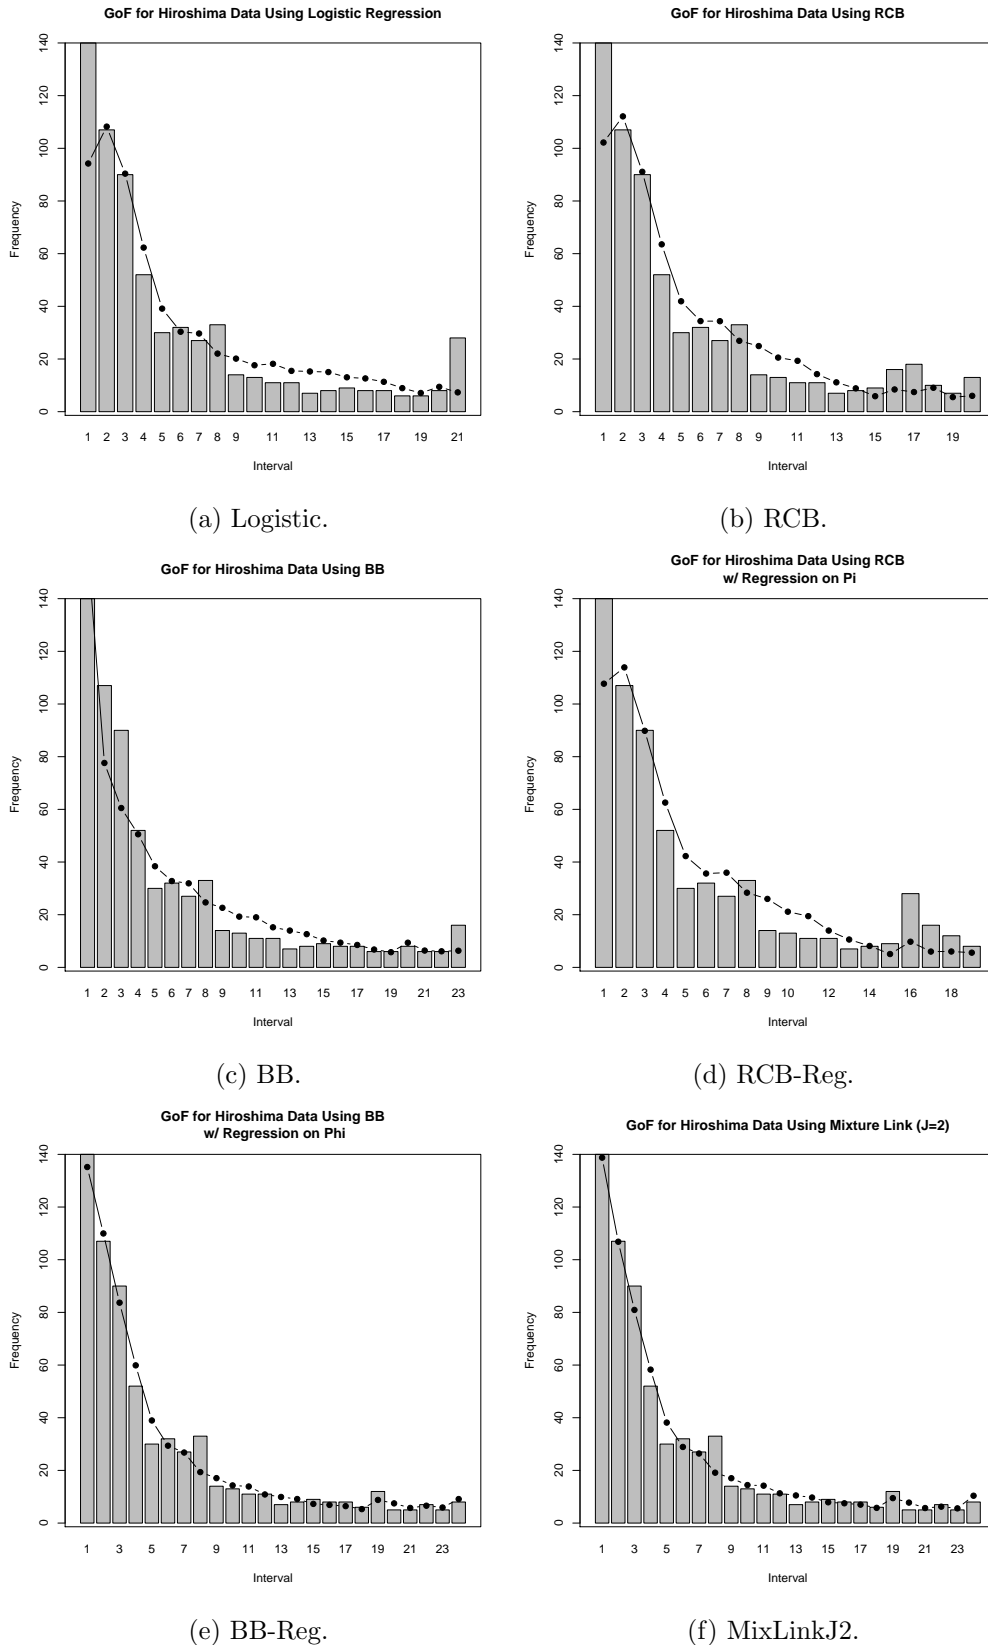 GoF for Hiroshima Data Using Logistic Regression
Frequency
0 20 40 60 80 100 120 140
1 2 3 4 5 6 7 8 9 11 13 15 17 19 21
Interval
(a) Logistic.
GoF for Hiroshima Data Using RCB
Frequency
0 20 40 60 80 100 120 140
1 2 3 4 5 6 7 8 9 11 13 15 17 19
Interval
(b) RCB.
GoF for Hiroshima Data Using BB
Frequency
0 20 40 60 80 100 120 140
1 2 3 4 5 6 7 8 9 11 13 15 17 19 21 23
Interval
(c) BB.
GoF for Hiroshima Data Using RCB
w/ Regression on Pi
Frequency
0 20 40 60 80 100 120 140
1 2 3 4 5 6 7 8 9 10 12 14 16 18
Interval
(d) RCB-Reg.
GoF for Hiroshima Data Using BB
w/ Regression on Phi
Frequency
0 20 40 60 80 100 120 140
1 3 5 7 9 11 13 15 17 19 21 23
Interval
(e) BB-Reg.
GoF for Hiroshima Data Using Mixture Link (J=2)
Frequency
0 20 40 60 80 100 120 140
1 3 5 7 9 11 13 15 17 19 21 23
Interval
(f) MixLinkJ2.